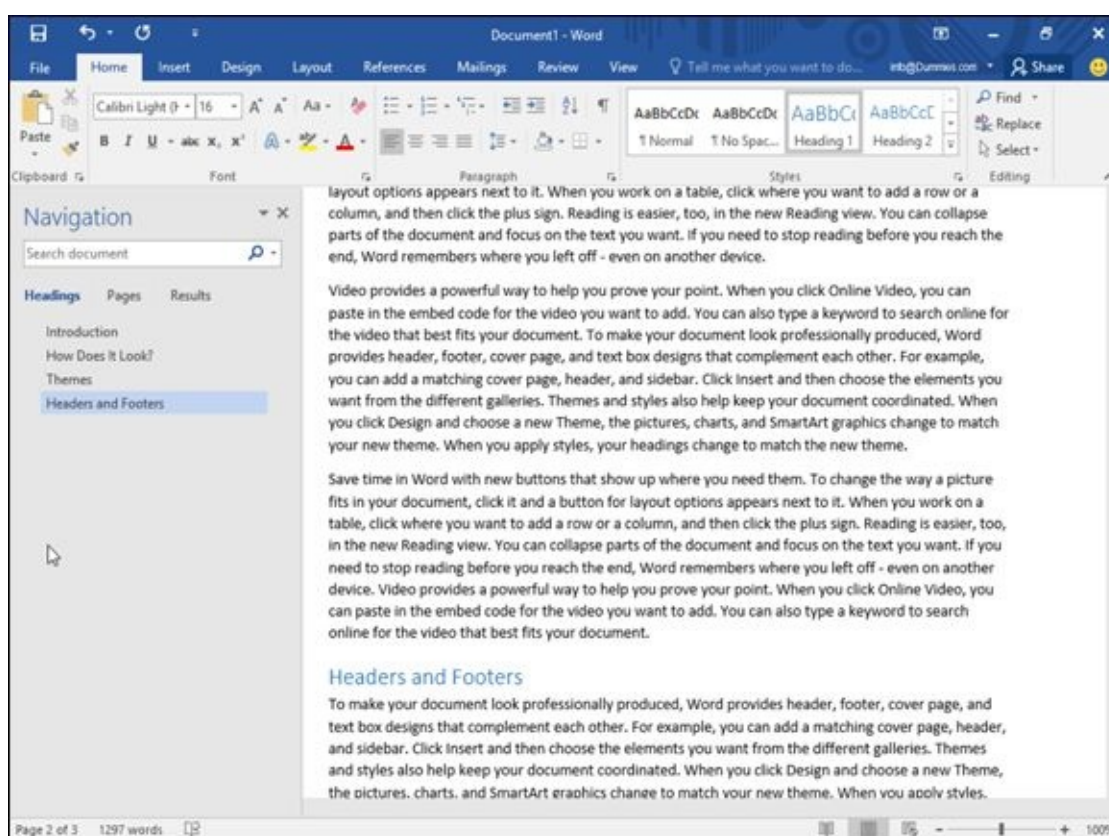 Document1 - Word
File Home Insert Design Layout References Mailings Review View Tell me what you want to do... info@Dummies.com Share
Calibri Light (H 16 A A Aa
Paste B I U abc x, x² A A
AaBbCcDc AaBbCcDc AaBbCc AaBbCcC
¶ Normal ¶ No Spac... Heading 1 Heading 2
Find
Replace
Select
Clipboard Font Paragraph Styles Editing
Navigation
Search document
Headings Pages Results
Introduction
How Does It Look?
Themes
Headers and Footers
layout options appears next to it. When you work on a table, click where you want to add a row or a
column, and then click the plus sign. Reading is easier, too, in the new Reading view. You can collapse
parts of the document and focus on the text you want. If you need to stop reading before you reach the
end, Word remembers where you left off - even on another device.
Video provides a powerful way to help you prove your point. When you click Online Video, you can
paste in the embed code for the video you want to add. You can also type a keyword to search online for
the video that best fits your document. To make your document look professionally produced, Word
provides header, footer, cover page, and text box designs that complement each other. For example,
you can add a matching cover page, header, and sidebar. Click Insert and then choose the elements you
want from the different galleries. Themes and styles also help keep your document coordinated. When
you click Design and choose a new Theme, the pictures, charts, and SmartArt graphics change to match
your new theme. When you apply styles, your headings change to match the new theme.
Save time in Word with new buttons that show up where you need them. To change the way a picture
fits in your document, click it and a button for layout options appears next to it. When you work on a
table, click where you want to add a row or a column, and then click the plus sign. Reading is easier, too,
in the new Reading view. You can collapse parts of the document and focus on the text you want. If you
need to stop reading before you reach the end, Word remembers where you left off - even on another
device. Video provides a powerful way to help you prove your point. When you click Online Video, you
can paste in the embed code for the video you want to add. You can also type a keyword to search
online for the video that best fits your document.
Headers and Footers
To make your document look professionally produced, Word provides header, footer, cover page, and
text box designs that complement each other. For example, you can add a matching cover page, header,
and sidebar. Click Insert and then choose the elements you want from the different galleries. Themes
and styles also help keep your document coordinated. When you click Design and choose a new Theme,
the pictures, charts, and SmartArt graphics change to match your new theme. When you apply styles,
Page 2 of 3 1297 words 100%